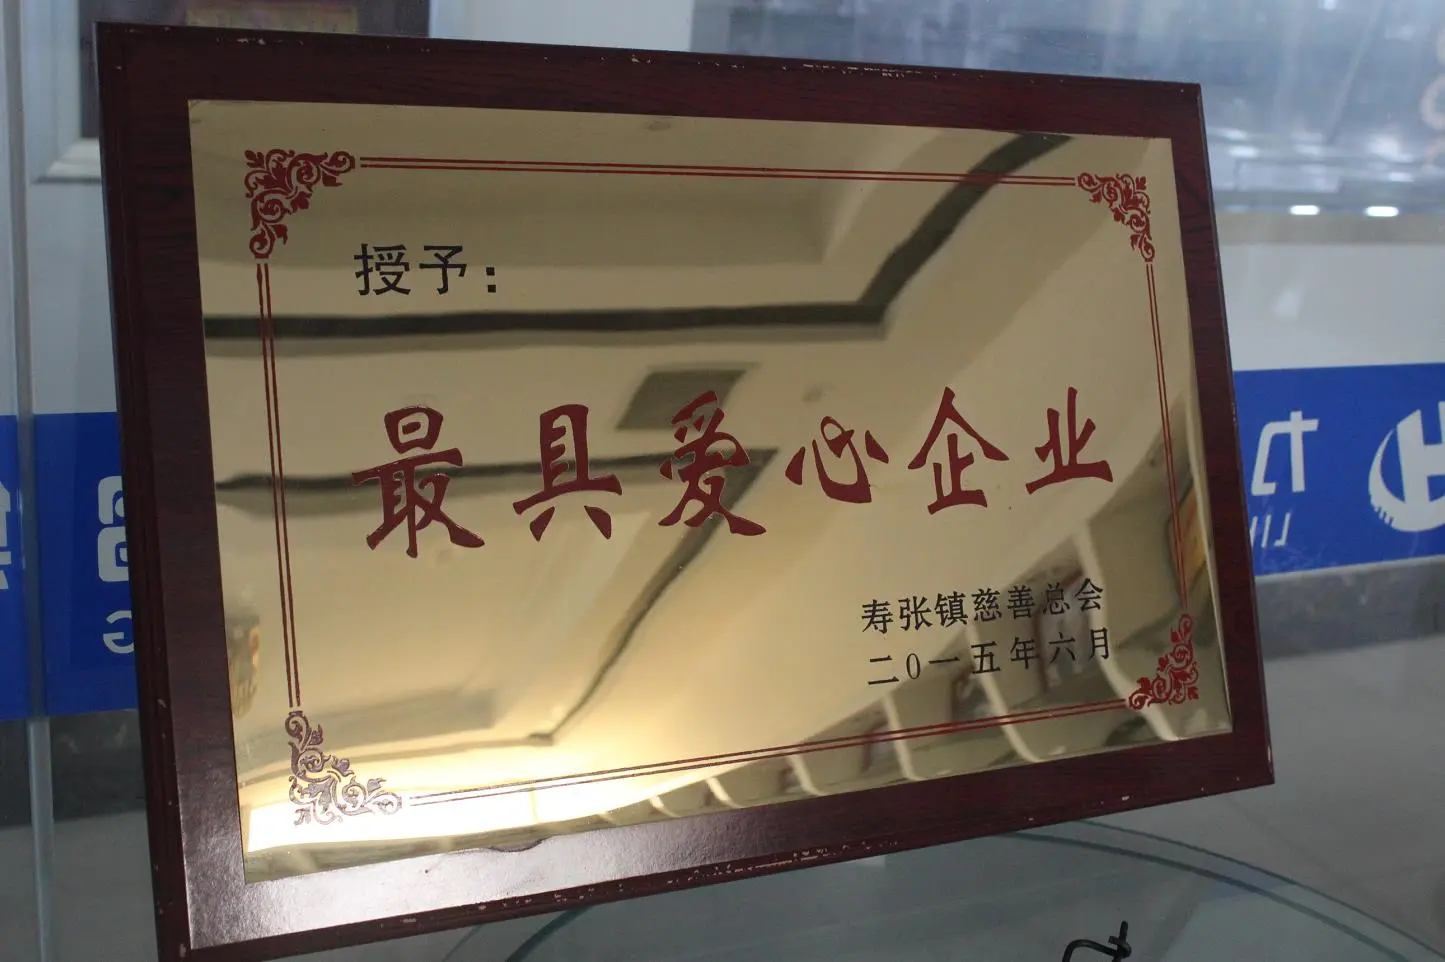 授予：
最具爱心企业
寿张镇慈善总会
二0一五年六月
力